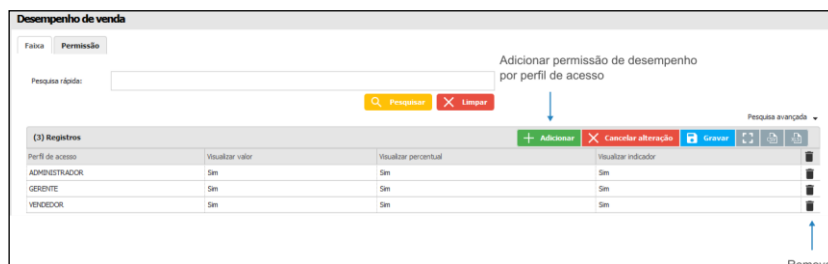 Desempenho de venda
Faixa Permissão
Adicionar permissão de desempenho
por perfil de acesso
Pesquisa rápida:
Pesquisar Limpar
Pesquisa avançada
(3) Registros Adicionar Cancelar alteração Gravar
Perfil de acesso Visualizar valor Visualizar percentual Visualizar indicador
ADMINISTRADOR Sim Sim Sim
GERENTE Sim Sim Sim
VENDEDOR Sim Sim Sim